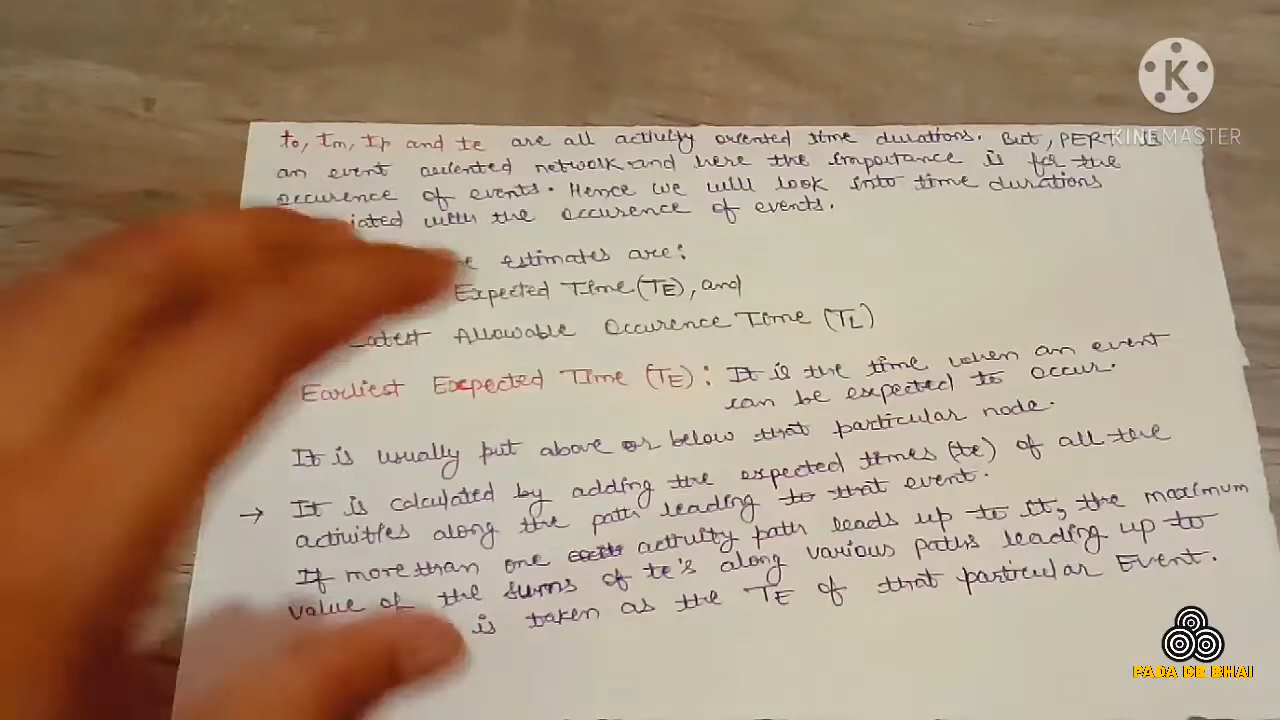 to, tm, tp and te are all activity oriented time durations. But, PERT is
an event oriented network and here the importance is for the
occurence of events. Hence we will look into time durations
iated with the occurence of events.
estimates are:
Expected Time (TE), and
Latest Allowable Occurence Time (TL)
Earliest Expected Time (TE): It is the time when an event
can be expected to occur.
It is usually put above or below that particular node.
→ It is calculated by adding the expected times (te) of all the
activities along the path leading to that event.
If more than one activity path leads up to it, the maximum
value of the sums of te's along various paths leading up to
is taken as the TE of that particular Event.
K
KINEMASTER
PADA DE BHAI